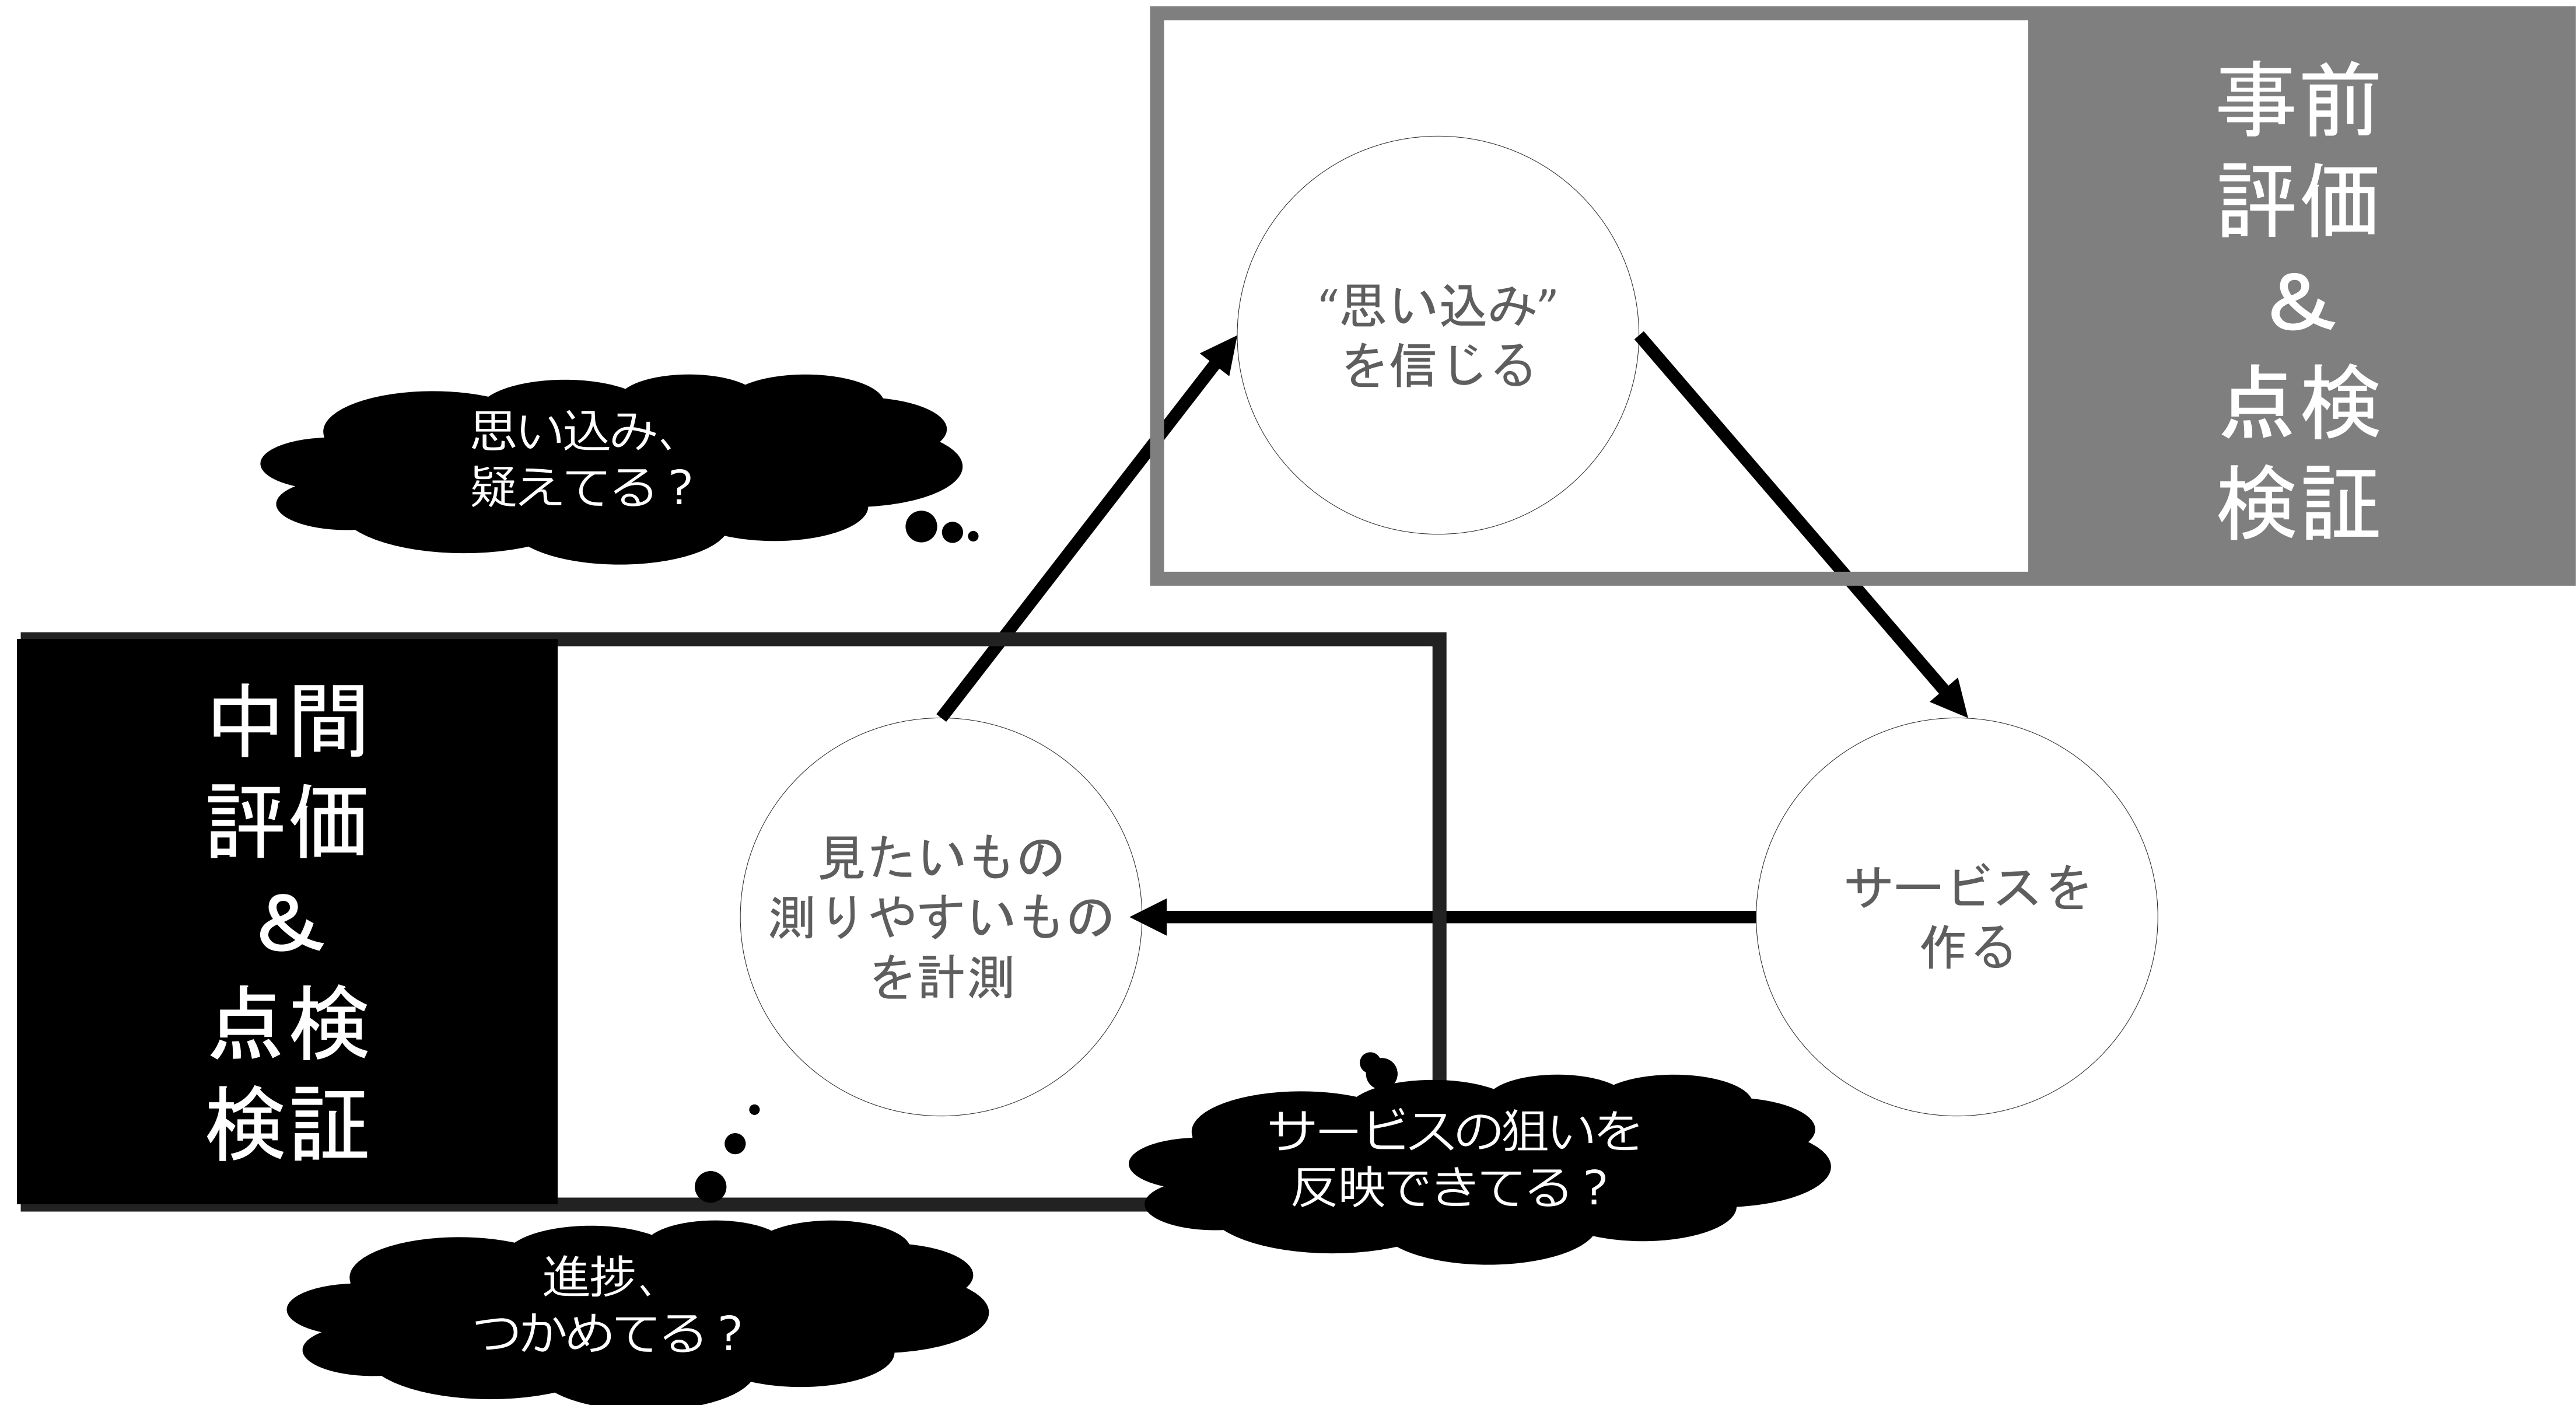 事前
評価
&
点検
検証
“思い込み”
を信じる
思い込み、
疑えてる？
中間
評価
&
点検
検証
見たいもの
測りやすいもの
を計測
サービスを
作る
サービスの狙いを
反映できてる？
進捗、
つかめてる？